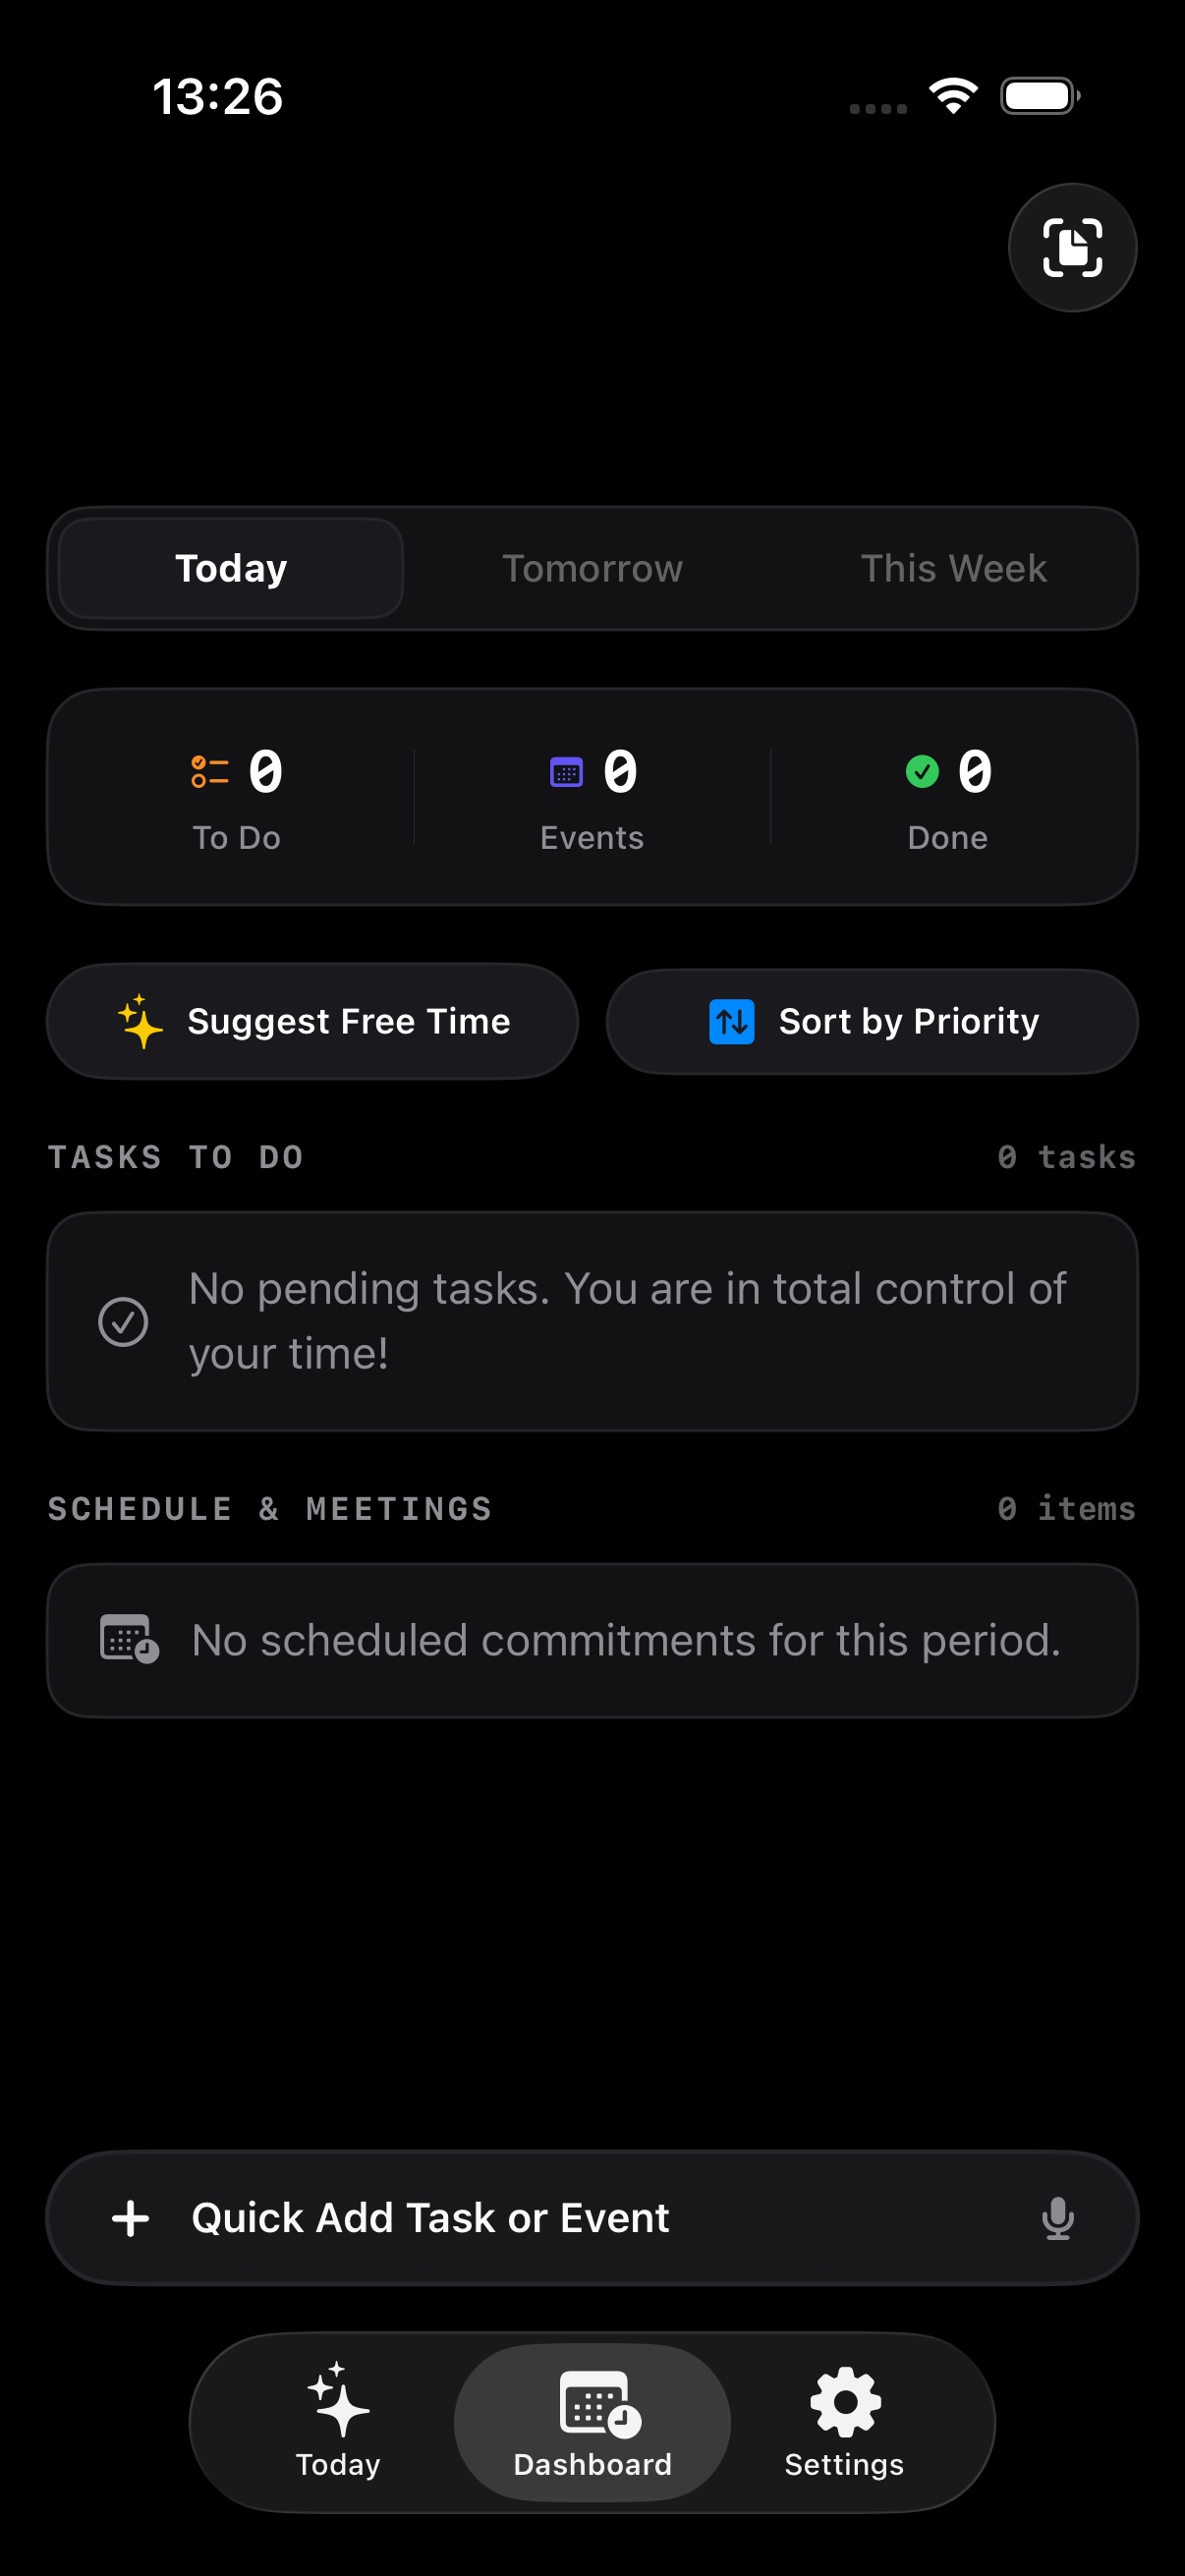 13:26
Today Tomorrow This Week
0 0 0
To Do Events Done
Suggest Free Time Sort by Priority
TASKS TO DO 0 tasks
No pending tasks. You are in total control of
your time!
SCHEDULE & MEETINGS 0 items
No scheduled commitments for this period.
Quick Add Task or Event
Today Dashboard Settings